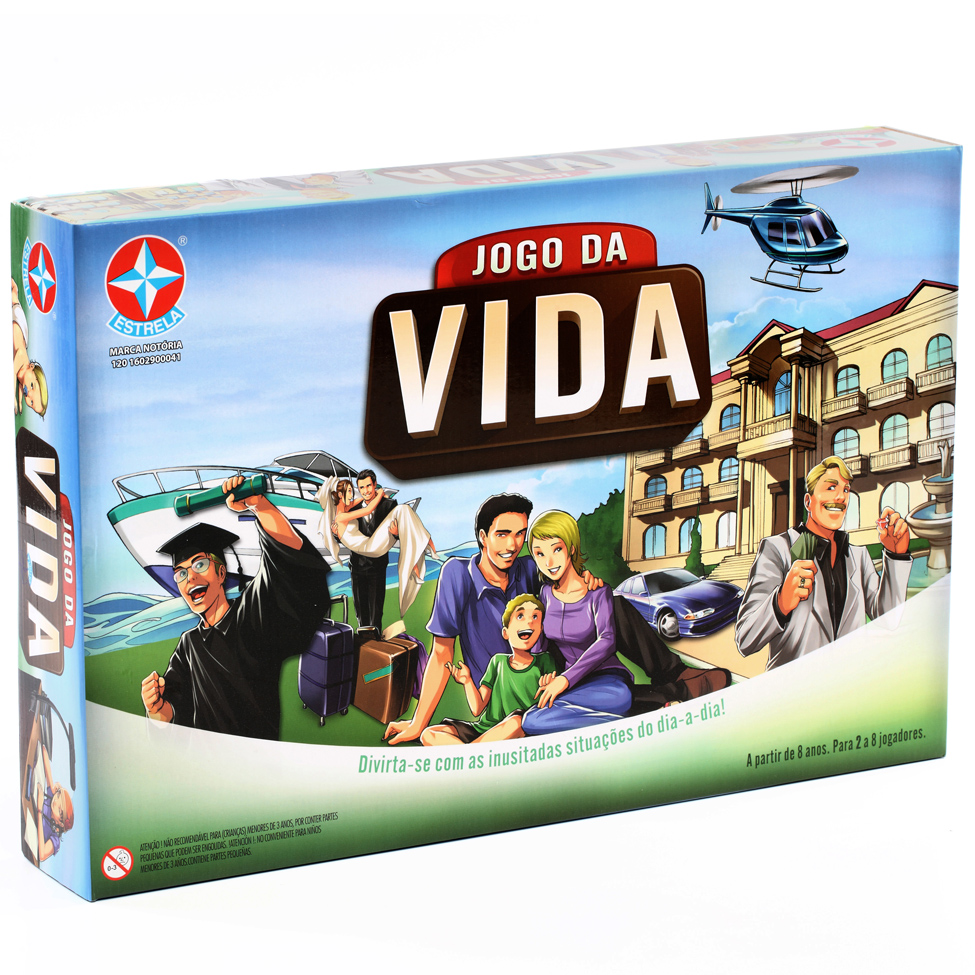 ESTRELA
®
MARCA NOTÓRIA
120 1602900041
JOGO DA
VIDA
Divirta-se com as inusitadas situações do dia-a-dia!
A partir de 8 anos. Para 2 a 8 jogadores.
0-3
ATENÇÃO ! NÃO RECOMENDÁVEL PARA (CRIANÇAS) MENORES DE 3 ANOS, POR CONTER PARTES
PEQUENAS QUE PODEM SER ENGOLIDAS. !ATENCIÓN !: NO CONVENIENTE PARA NIÑOS
MENORES DE 3 AÑOS CONTIENE PARTES PEQUEÑAS.
ESTRELA
JOGO DA
VIDA
VIDA